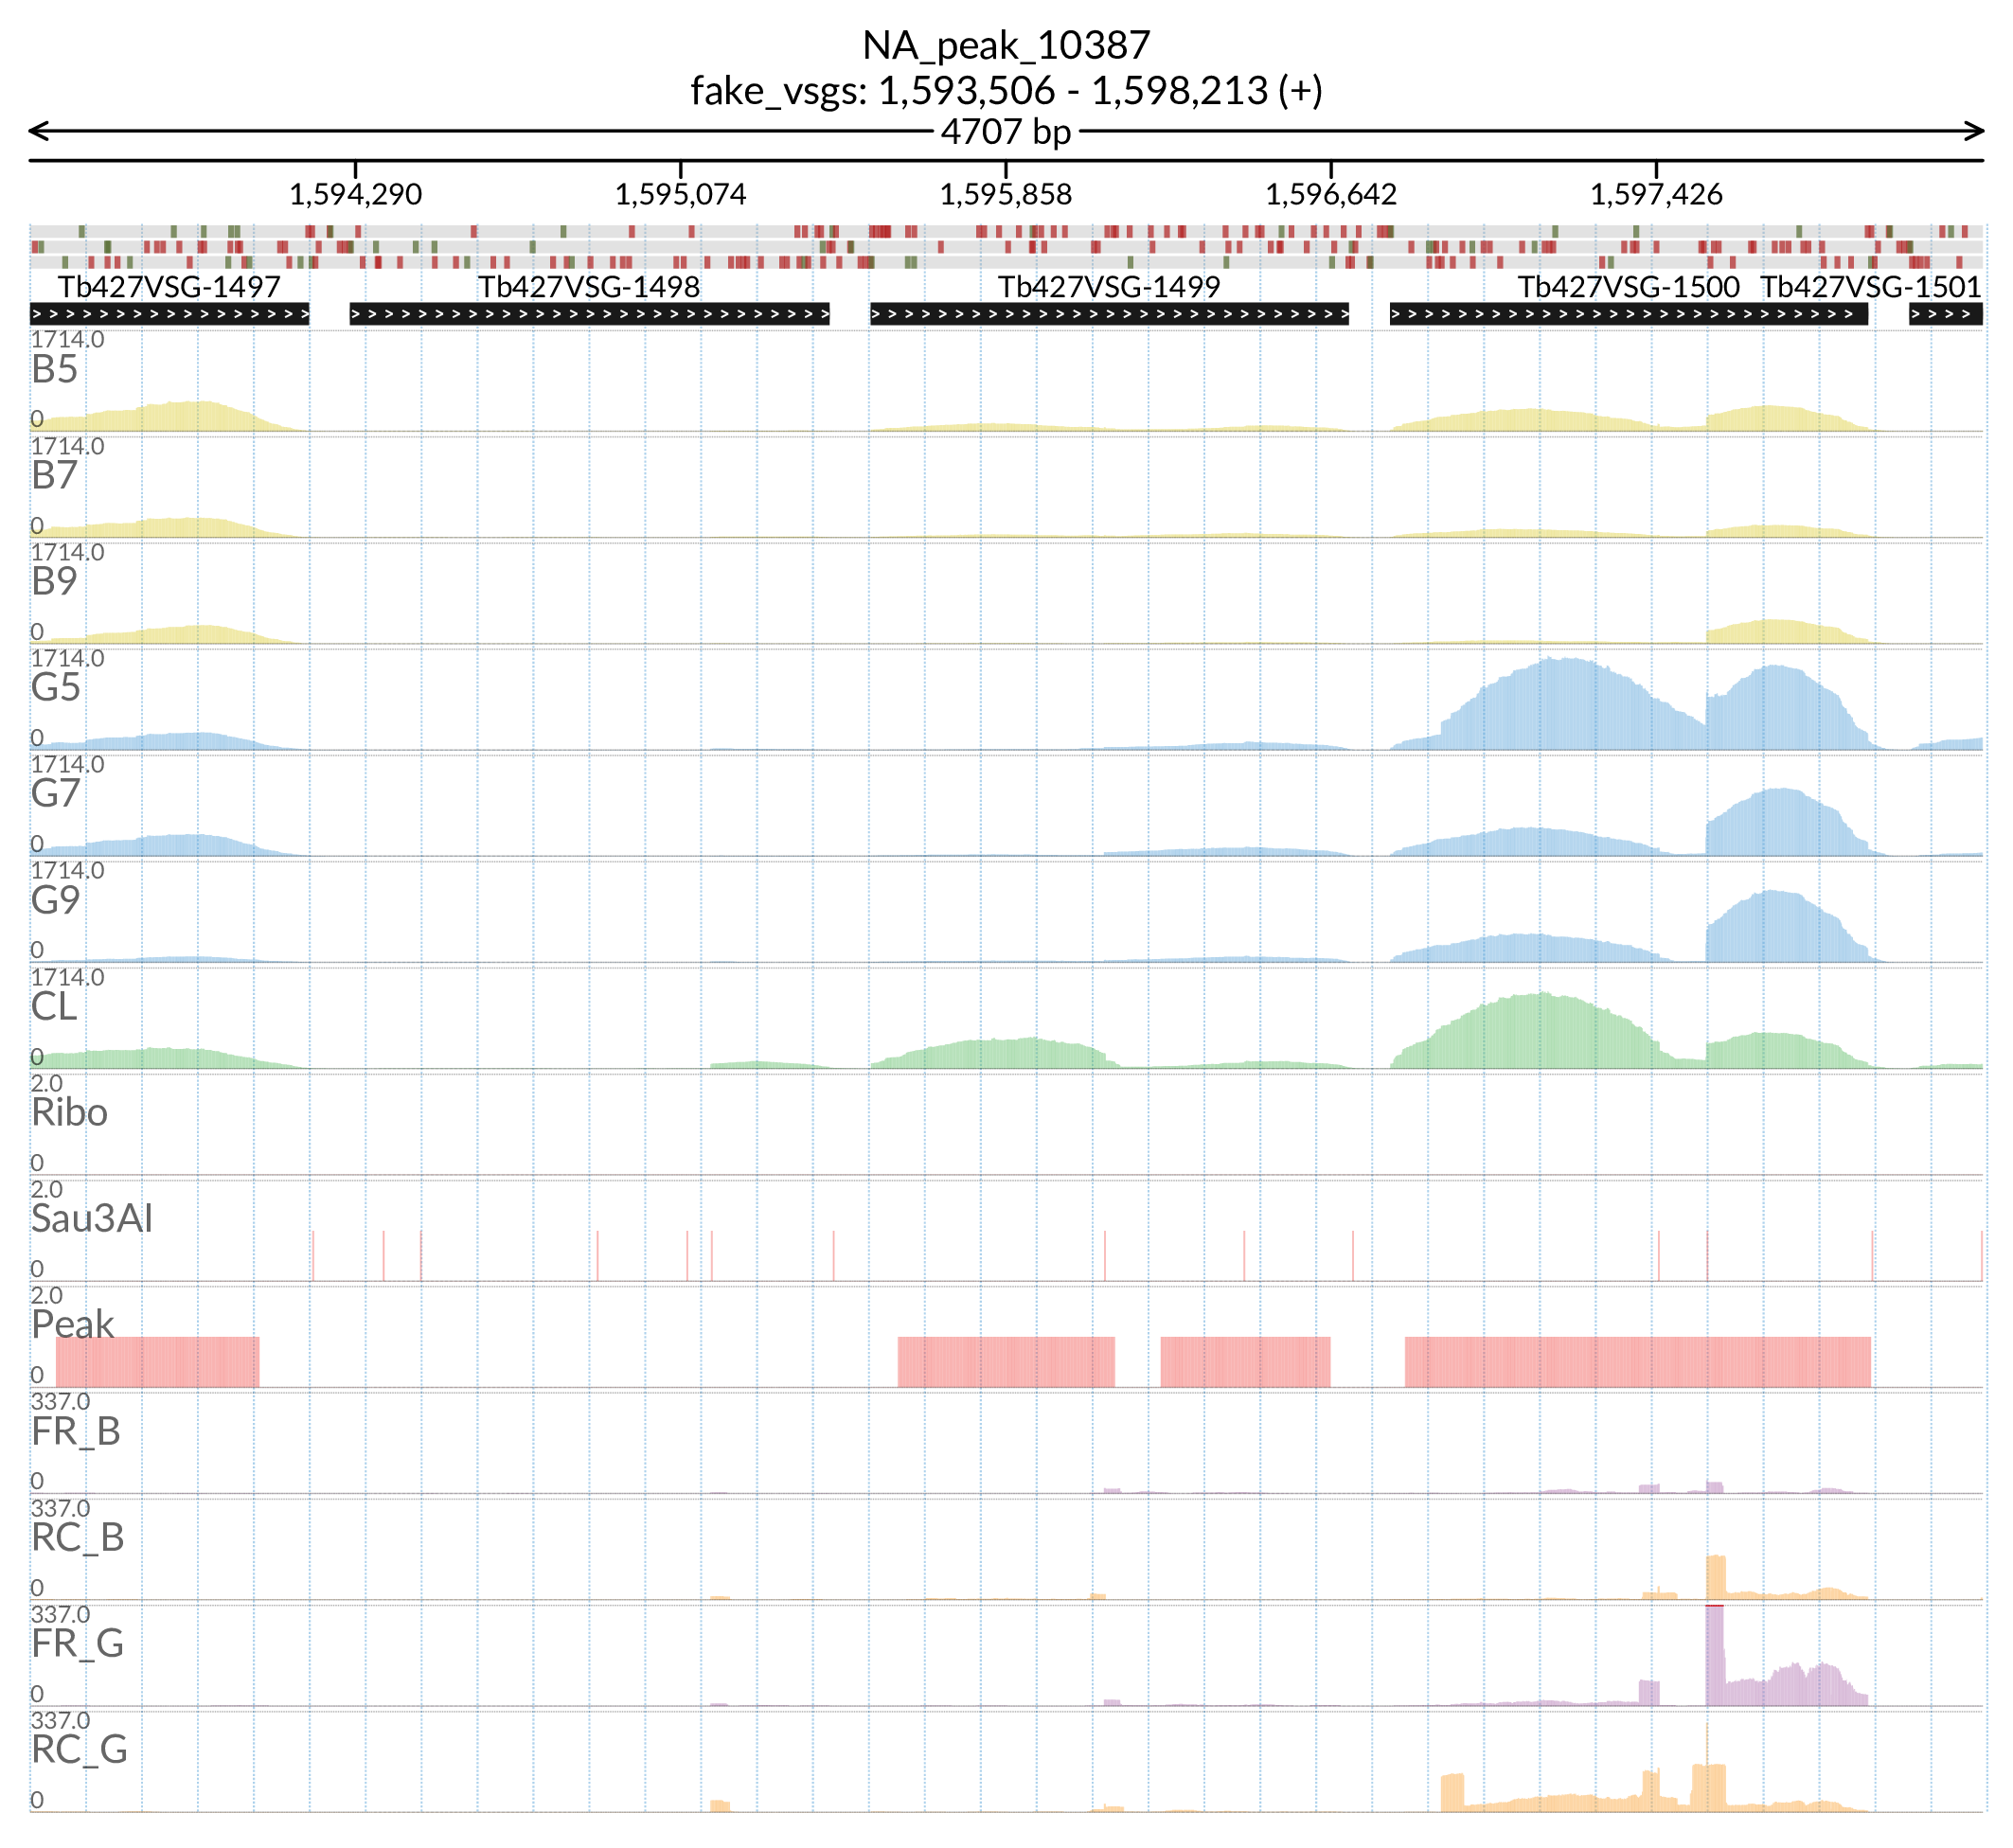 NA_peak_10387
fake_vsgs: 1,593,506 - 1,598,213 (+)
4707 bp
1,594,290 1,595,074 1,595,858 1,596,642 1,597,426
Tb427VSG-1497 Tb427VSG-1498 Tb427VSG-1499 Tb427VSG-1500 Tb427VSG-1501
1714.0
B5
0
1714.0
B7
0
1714.0
B9
0
1714.0
G5
0
1714.0
G7
0
1714.0
G9
0
1714.0
CL
0
2.0
Ribo
0
2.0
Sau3AI
0
2.0
Peak
0
337.0
FR_B
0
337.0
RC_B
0
337.0
FR_G
0
337.0
RC_G
0